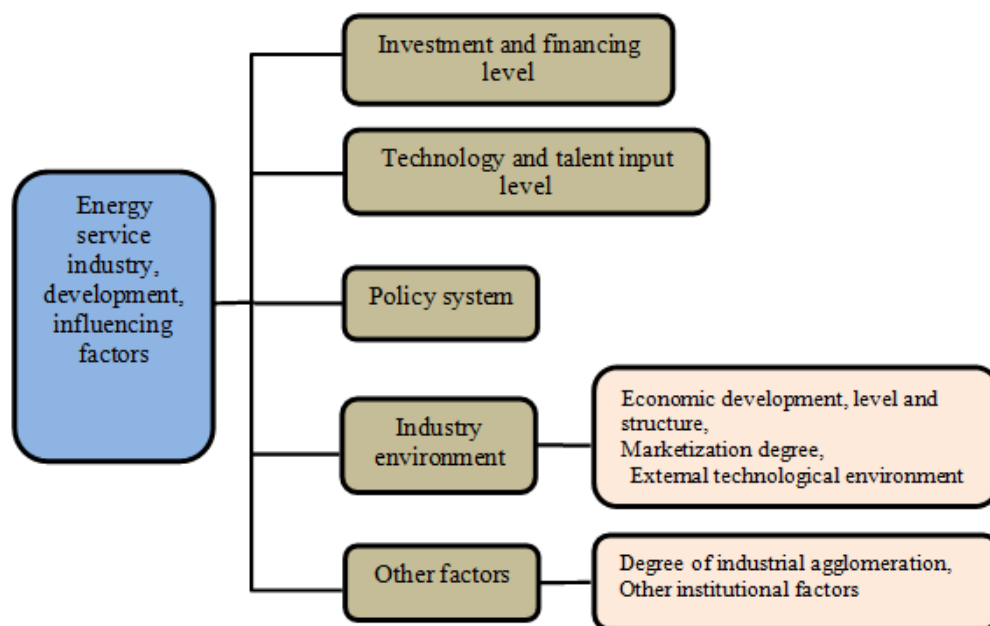 Investment and financing
level
Technology and talent input
level
Energy
service
industry,
development,
influencing
factors
Policy system
Industry
environment
Economic development, level and
structure,
Marketization degree,
External technological environment
Other factors
Degree of industrial agglomeration,
Other institutional factors